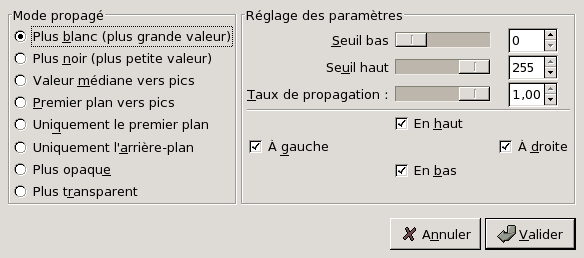 Mode propagé
Plus blanc (plus grande valeur)
Plus noir (plus petite valeur)
Valeur médiane vers pics
Premier plan vers pics
Uniquement le premier plan
Uniquement l'arrière-plan
Plus opaque
Plus transparent
Réglage des paramètres
Seuil bas 0
Seuil haut 255
Taux de propagation : 1,00
En haut
À gauche À droite
En bas
Annuler Valider